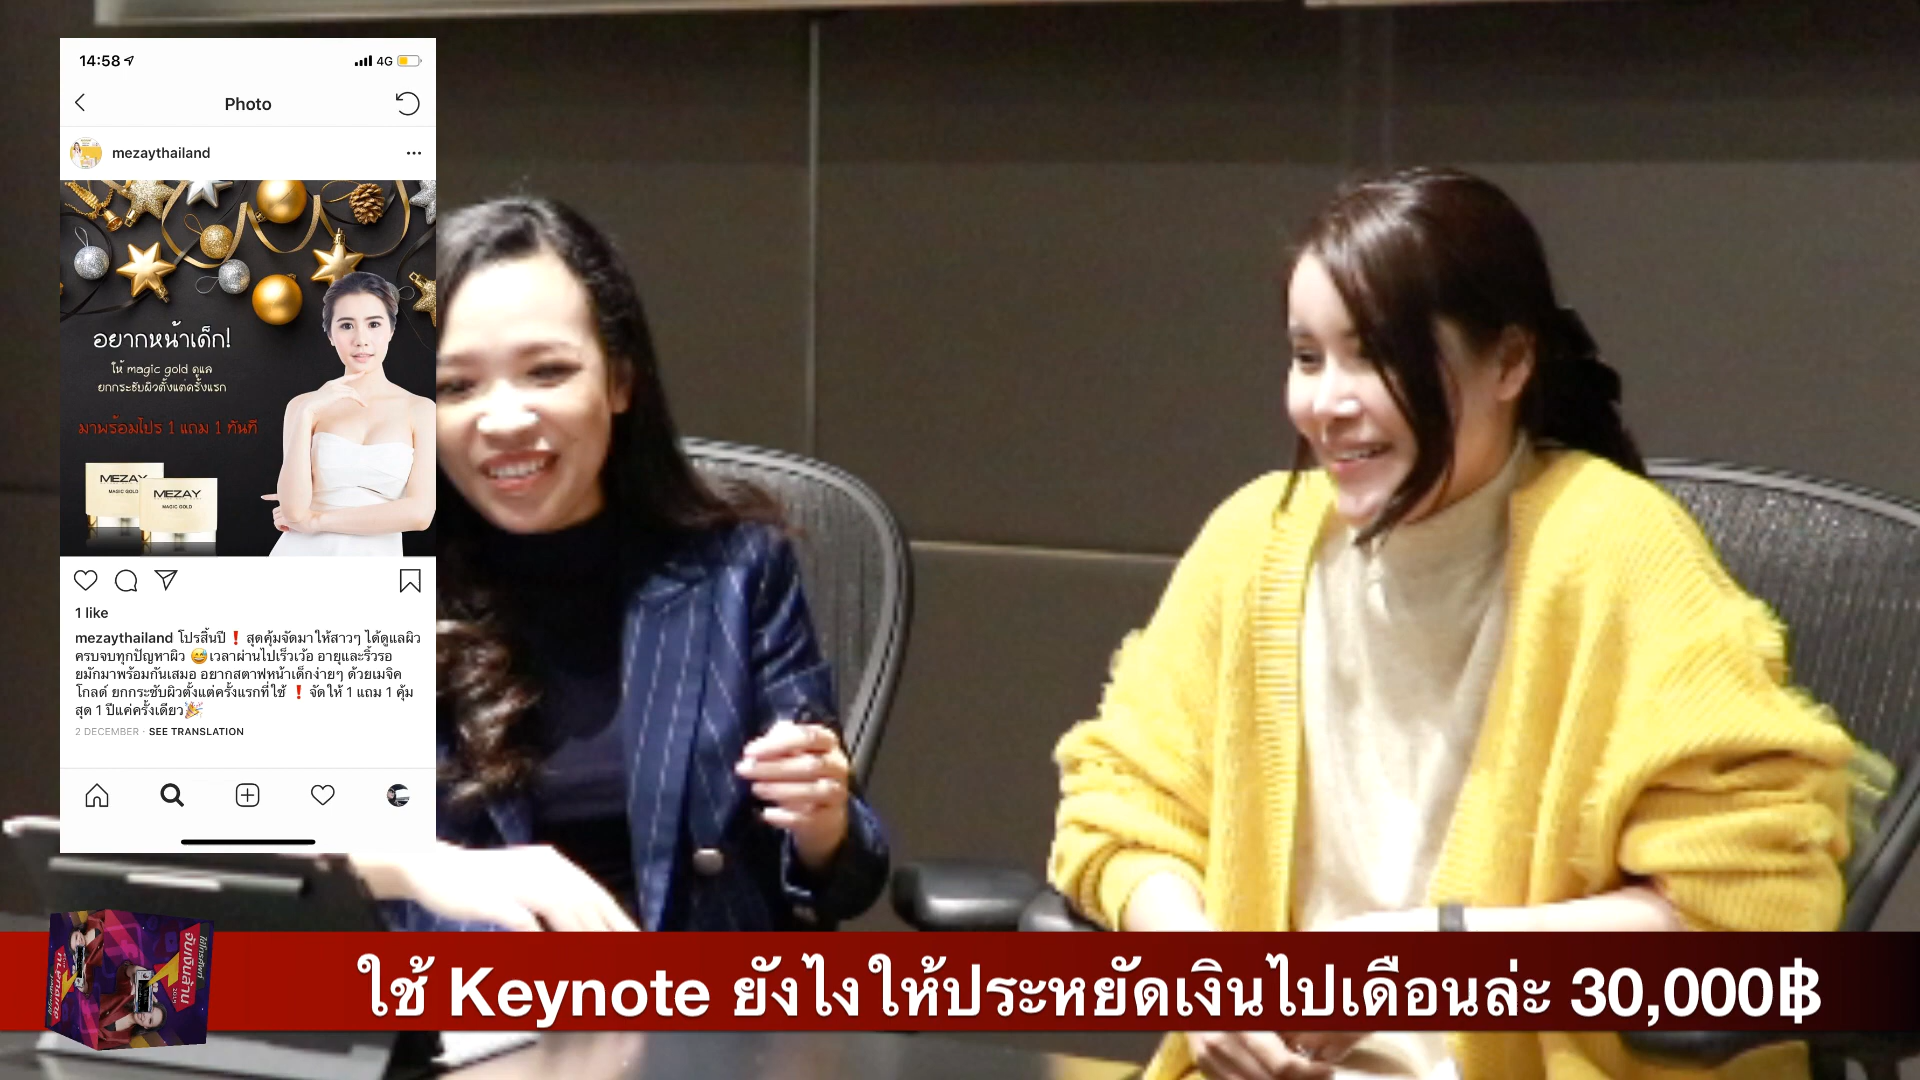 14:58
4G
Photo
mezaythailand
อยากหน้าเด็ก!
ให้ magic gold ดูแล
ยกกระชับผิวตั้งแต่ครั้งแรก
มาพร้อมโปร 1 แถม 1 ทันที
MEZAY
MAGIC GOLD
MEZAY
MAGIC GOLD
1 like
mezaythailand โปรสิ้นปี❗สุดคุ้มจัดมาให้สาวๆ ได้ดูแลผิว
ครบจบทุกปัญหาผิว 😅เวลาผ่านไปเร็วเว้อ อายุและริ้วรอ
ยมักมาพร้อมกันเสมอ อยากสตาฟหน้าเด็กง่ายๆ ด้วยเมจิค
โกลด์ ยกกระชับผิวตั้งแต่ครั้งแรกที่ใช้ ❗จัดให้ 1 แถม 1 คุ้ม
สุด 1 ปีแค่ครั้งเดียว🎉
2 DECEMBER · SEE TRANSLATION
ใช้ Keynote ยังไงให้ประหยัดเงินไปเดือนล่ะ 30,000฿